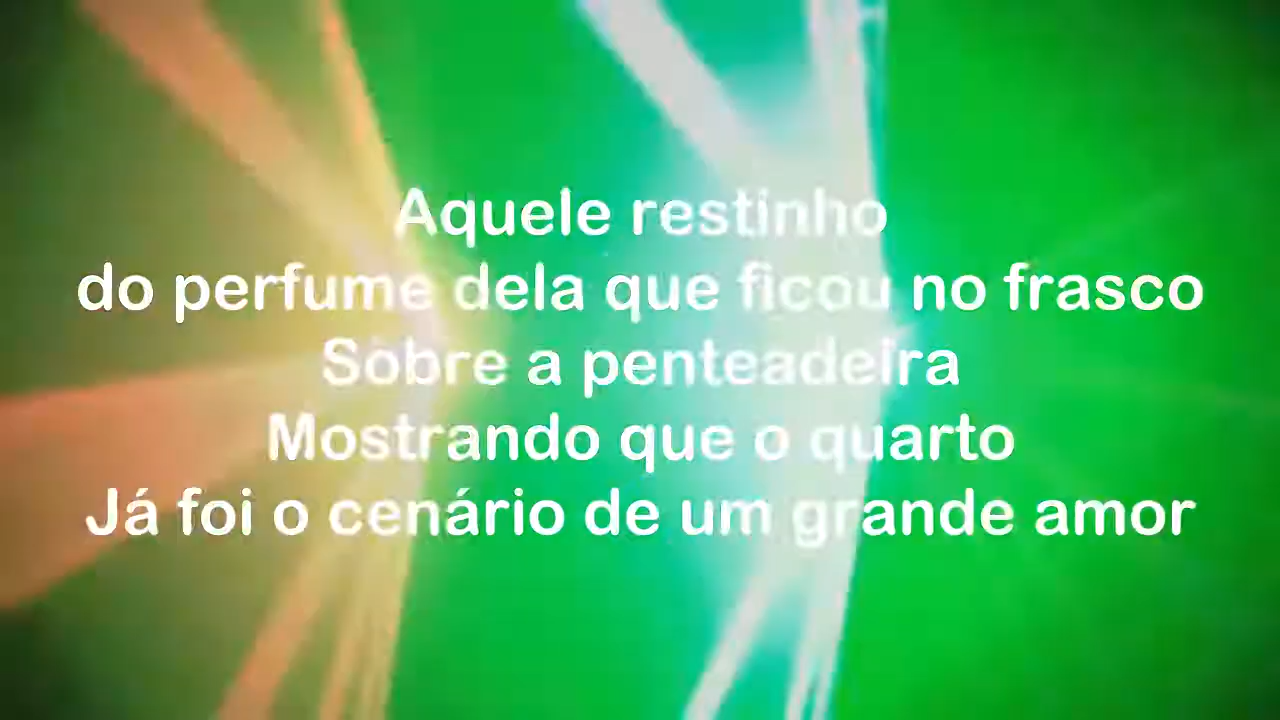 Aquele restinho
do perfume dela que ficou no frasco
Sobre a penteadeira
Mostrando que o quarto
Já foi o cenário de um grande amor